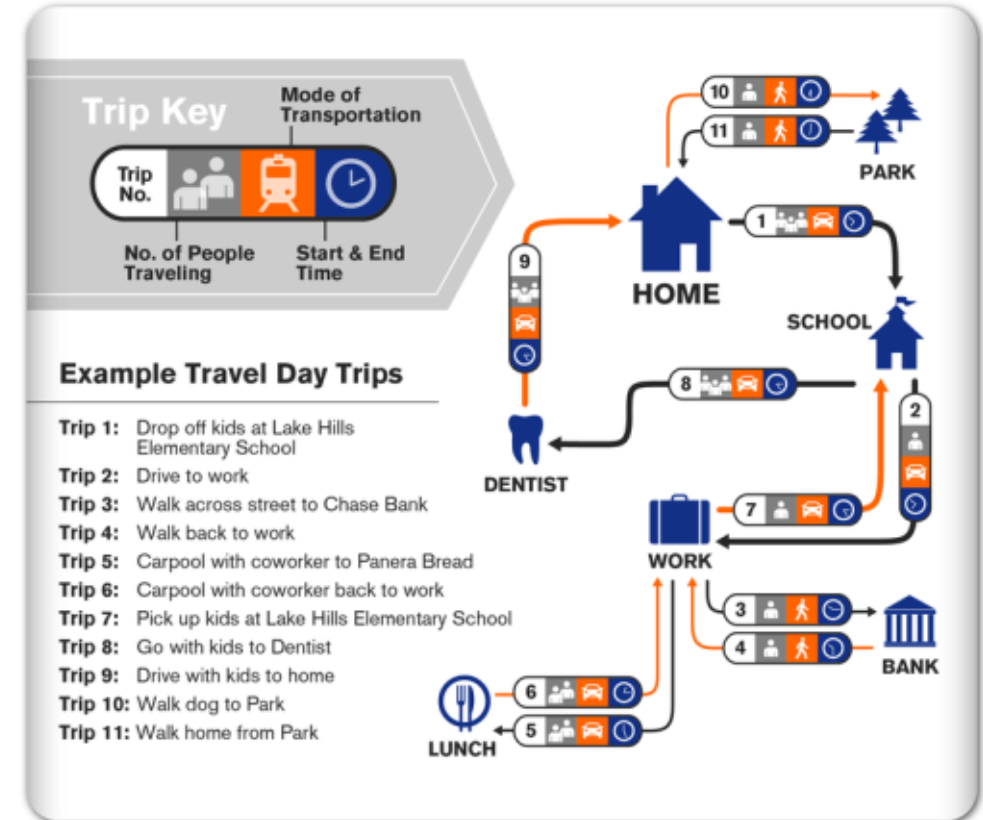 Trip Key
Mode of
Transportation
Trip
No.
No. of People
Traveling
Start & End
Time
Example Travel Day Trips
Trip 1: Drop off kids at Lake Hills
Elementary School
Trip 2: Drive to work
Trip 3: Walk across street to Chase Bank
Trip 4: Walk back to work
Trip 5: Carpool with coworker to Panera Bread
Trip 6: Carpool with coworker back to work
Trip 7: Pick up kids at Lake Hills Elementary School
Trip 8: Go with kids to Dentist
Trip 9: Drive with kids to home
Trip 10: Walk dog to Park
Trip 11: Walk home from Park
10
11
PARK
1
9
HOME
SCHOOL
8
2
DENTIST
7
WORK
3
4
BANK
6
5
LUNCH